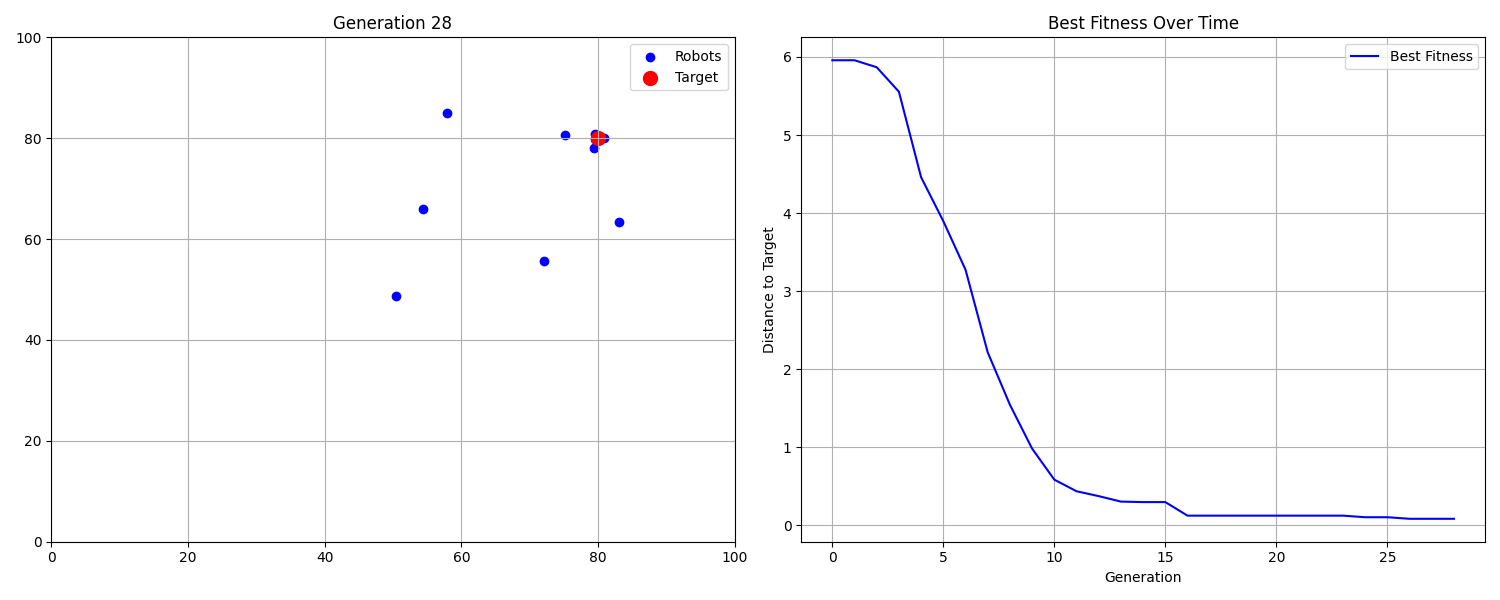 Generation 28
100
80
60
40
20
0
0 20 40 60 80 100
Robots
Target
Best Fitness Over Time
Distance to Target
6
5
4
3
2
1
0
0 5 10 15 20 25
Generation
Best Fitness